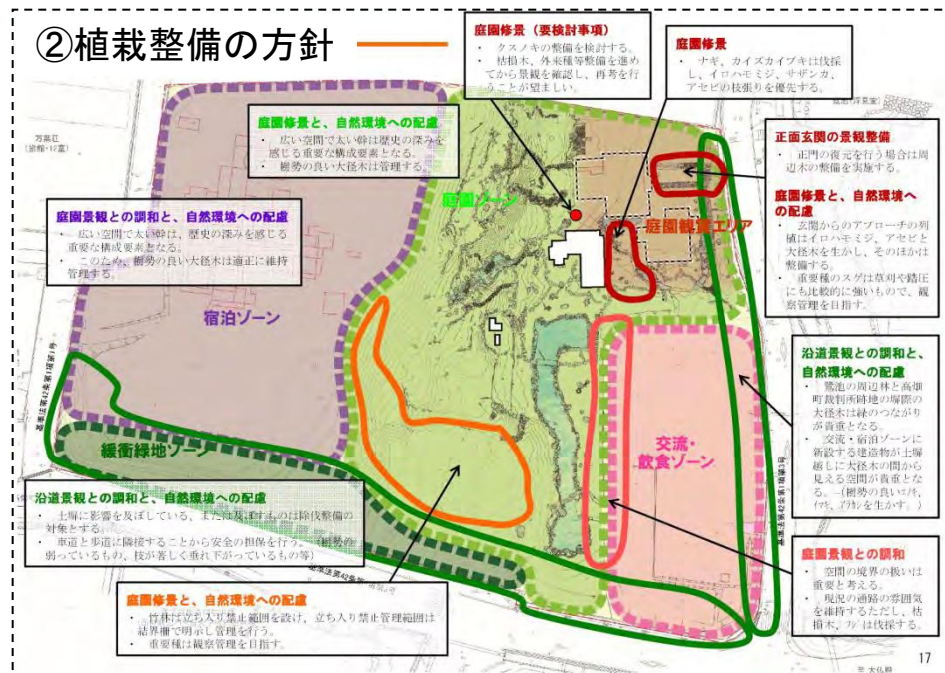 ②植栽整備の方針
庭園修景（要検討事項）
・ クスノキの整備を検討する。
・ 枯損木、外来種等整備を進め
てから景観を確認し、再考を行
うことが望ましい。
庭園修景
・ ナギ、カイズカイブキは伐採
し、イロハモミジ、サザンカ、
アセビの枝張りを優先する。
庭園修景と、自然環境への配慮
・ 広い空間で太い幹は歴史の深みを
感じる重要な構成要素となる。
・ 樹勢の良い大径木は管理する。
正面玄関の景観整備
・ 正門の復元を行う場合は周
辺木の整備を実施する。
庭園修景と、自然環境へ
の配慮
・ 玄関からのアプローチの列
植はイロハモミジ、アセビと
大径木を生かし、そのほかは
整備する。
・ 重要種のスゲは草刈や踏圧
にも比較的に強いもので、観
察管理を目指す。
庭園景観との調和と、自然環境への配慮
・ 広い空間で太い幹は、歴史の深みを感じる
重要な構成要素となる。
・ このため、樹勢の良い大径木は適正に維持
管理する。
庭園ゾーン
庭園観賞エリア
宿泊ゾーン
沿道景観との調和と、
自然環境への配慮
・ 鷺池の周辺林と高畑
町裁判所跡地の塀際の
大径木は緑のつながり
が貴重となる。
・ 交流・宿泊ゾーンに
新設する建造物が土塀
越しに大径木の間から
見える空間が貴重とな
る。
交流・
飲食ゾーン
緩衝緑地ゾーン
沿道景観との調和と、自然環境への配慮
・ 土塀に影響を及ぼしている、または及ぼすものは除伐整備の
対象とする。
・ 車道と歩道に隣接することから安全の担保を行う。（樹勢の
弱っているもの、枝が著しく垂れ下がっているもの等）
庭園景観との調和
・ 空間の境界の扱いは
重要と考える。
・ 現況の通路の雰囲気
を維持するただし、枯
損木、は伐採する。
庭園修景と、自然環境への配慮
・ 竹林は立ち入り禁止範囲を設け、立ち入り禁止管理範囲は
結界柵で明示し管理を行う。
・ 重要種は観察管理を目指す。
万葉荘
基準法第42条第1項第1号
基準法第42条第1項第3号
17